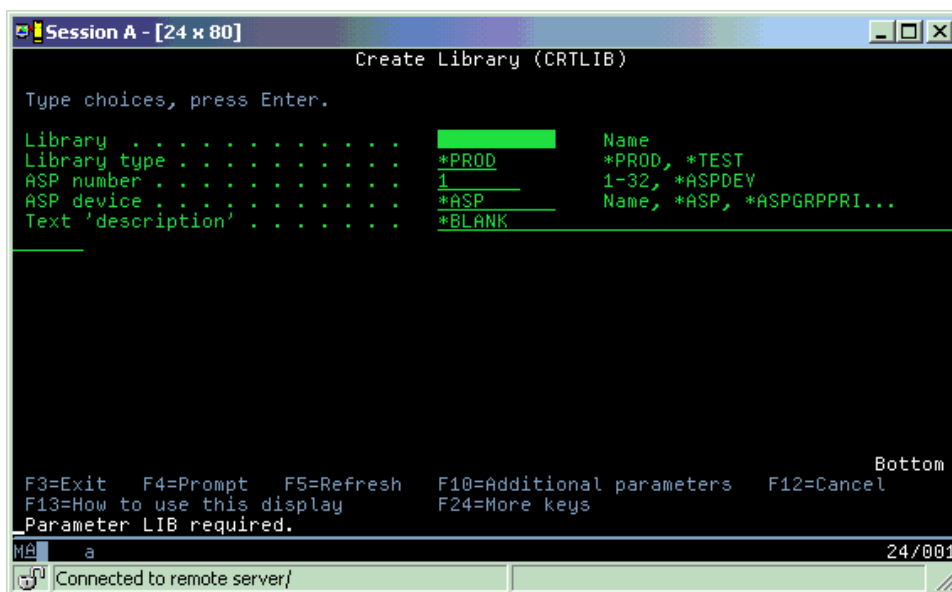 Session A - [24 x 80]
Create Library (CRTLIB)
Type choices, press Enter.
Library . . . . . . . . . . . . Name
Library type . . . . . . . . . . *PROD *PROD, *TEST
ASP number . . . . . . . . . . . 1 1-32, *ASPDEV
ASP device . . . . . . . . . . . *ASP Name, *ASP, *ASPGRPPRI...
Text 'description' . . . . . . . *BLANK
Bottom
F3=Exit F4=Prompt F5=Refresh F10=Additional parameters F12=Cancel
F13=How to use this display F24=More keys
Parameter LIB required.
MA a 24/001
Connected to remote server/